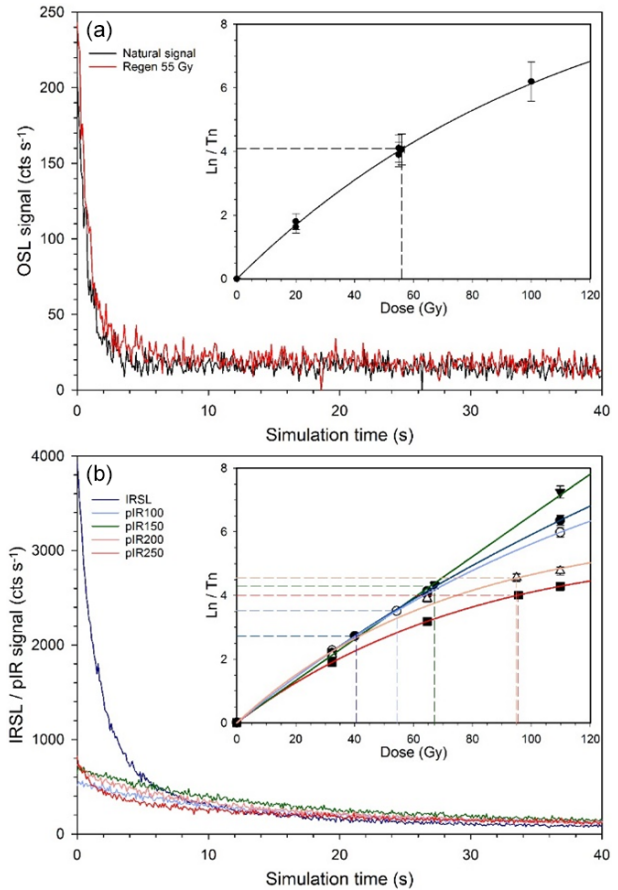 (a)
Natural signal
Regen 55 Gy
OSL signal (cts s⁻¹)
250
200
150
100
50
0
0 10 20 30 40
Simulation time (s)
Ln / Tn
8
6
4
2
0
0 20 40 60 80 100 120
Dose (Gy)
(b)
IRSL
pIR100
pIR150
pIR200
pIR250
IRSL / pIR signal (cts s⁻¹)
4000
3000
2000
1000
0
0 10 20 30 40
Simulation time (s)
Ln / Tn
8
6
4
2
0
0 20 40 60 80 100 120
Dose (Gy)